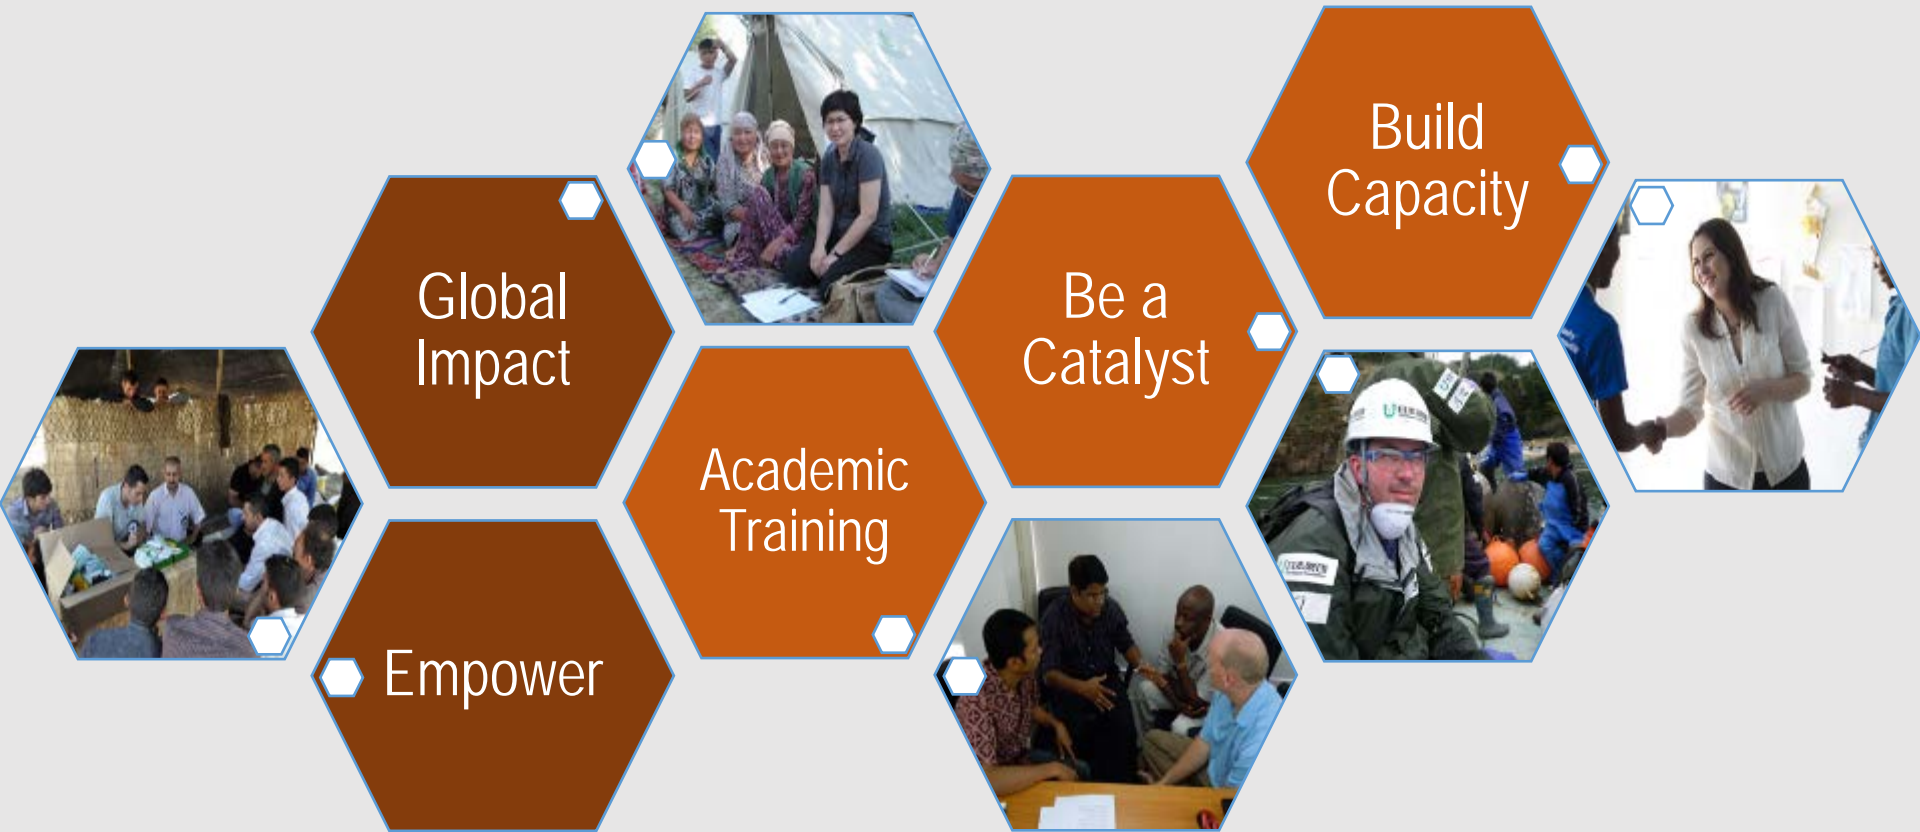 Global
Impact
Empower
Academic
Training
Be a
Catalyst
Build
Capacity